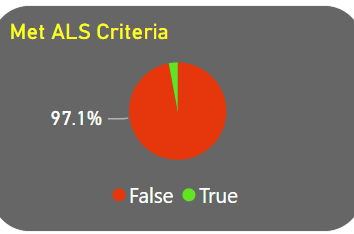 Met ALS Criteria
97.1%
False True